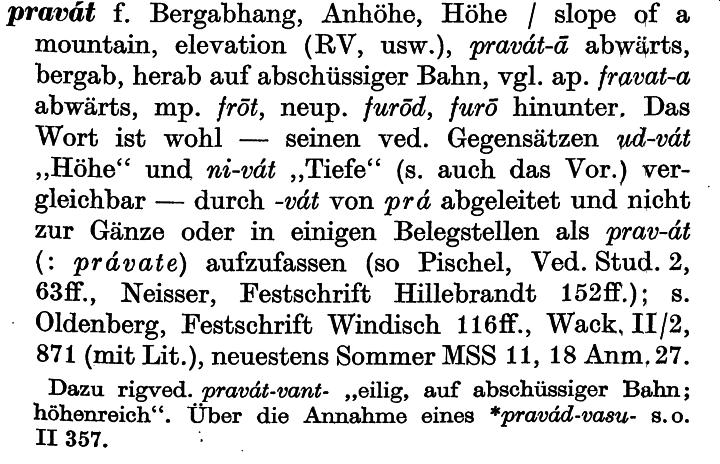 pravát f. Bergabhang, Anhöhe, Höhe / slope of a
mountain, elevation (RV, usw.), pravát-ā abwärts,
bergab, herab auf abschüssiger Bahn, vgl. ap. fravat-a
abwärts, mp. frōt, neup. furōd, furō hinunter. Das
Wort ist wohl — seinen ved. Gegensätzen ud-vát
„Höhe“ und ni-vát „Tiefe“ (s. auch das Vor.) ver-
gleichbar — durch -vát von prá abgeleitet und nicht
zur Gänze oder in einigen Belegstellen als prav-át
(: právate) aufzufassen (so Pischel, Ved. Stud. 2,
63ff., Neisser, Festschrift Hillebrandt 152ff.); s.
Oldenberg, Festschrift Windisch 116ff., Wack. II/2,
871 (mit Lit.), neuestens Sommer MSS 11, 18 Anm. 27.
Dazu rigved. pravát-vant- „eilig, auf abschüssiger Bahn;
höhenreich“. Über die Annahme eines *pravád-vasu- s. o.
II 357.